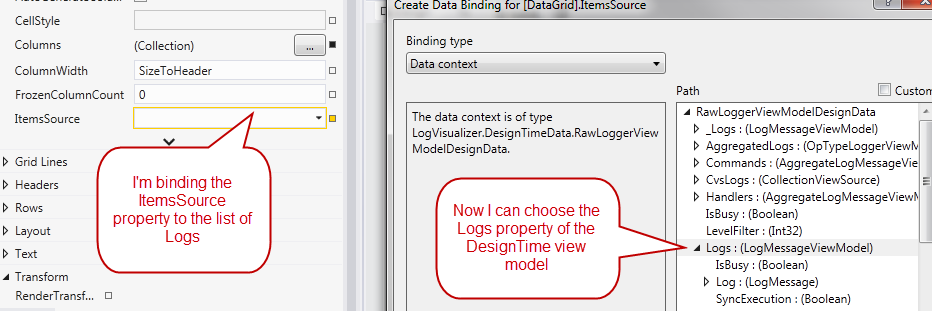 CellStyle
Columns (Collection) ...
ColumnWidth SizeToHeader
FrozenColumnCount 0
ItemsSource
I'm binding the
ItemsSource
property to the list of
Logs
Grid Lines
Headers
Rows
Layout
Text
Transform
RenderTransf...
Create Data Binding for [DataGrid].ItemsSource
Binding type
Data context
The data context is of type
LogVisualizer.DesignTimeData.RawLoggerView
ModelDesignData.
Now I can choose the
Logs property of the
DesignTime view
model
Path Custom
RawLoggerViewModelDesignData
_Logs : (LogMessageViewModel)
AggregatedLogs : (OpTypeLoggerViewM
Commands : (AggregateLogMessageView
CvsLogs : (CollectionViewSource)
Handlers : (AggregateLogMessageViewM
IsBusy : (Boolean)
LevelFilter : (Int32)
Logs : (LogMessageViewModel)
IsBusy : (Boolean)
Log : (LogMessage)
SyncExecution : (Boolean)